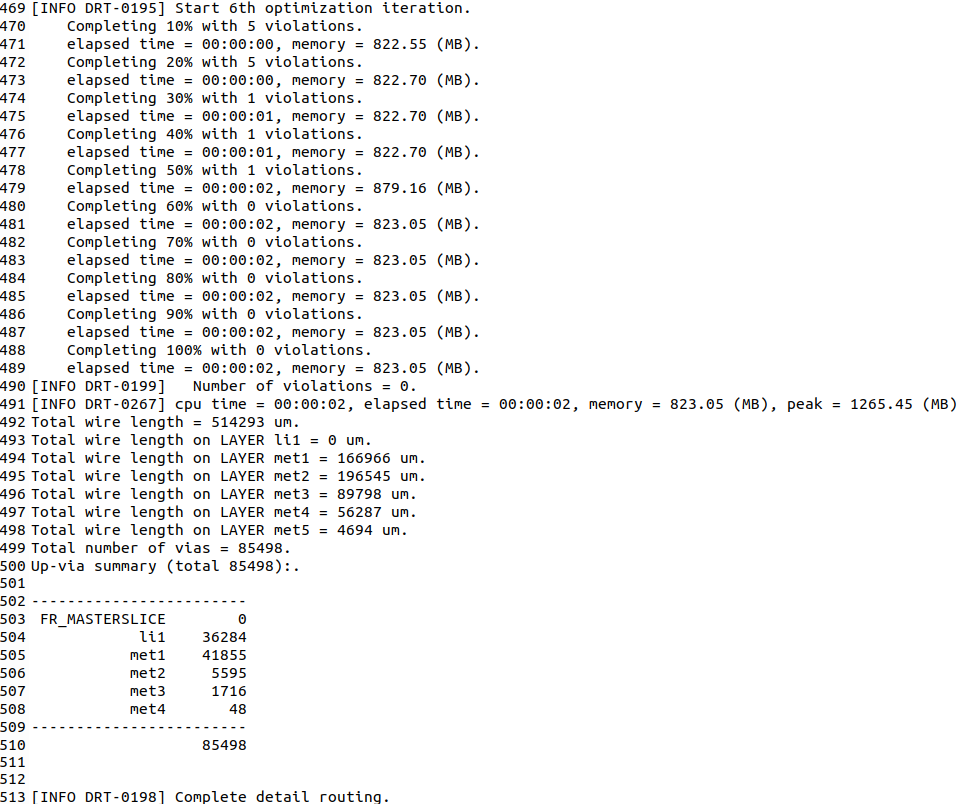 469 [INFO DRT-0195] Start 6th optimization iteration.
470     Completing 10% with 5 violations.
471     elapsed time = 00:00:00, memory = 822.55 (MB).
472     Completing 20% with 5 violations.
473     elapsed time = 00:00:00, memory = 822.70 (MB).
474     Completing 30% with 1 violations.
475     elapsed time = 00:00:01, memory = 822.70 (MB).
476     Completing 40% with 1 violations.
477     elapsed time = 00:00:01, memory = 822.70 (MB).
478     Completing 50% with 1 violations.
479     elapsed time = 00:00:02, memory = 879.16 (MB).
480     Completing 60% with 0 violations.
481     elapsed time = 00:00:02, memory = 823.05 (MB).
482     Completing 70% with 0 violations.
483     elapsed time = 00:00:02, memory = 823.05 (MB).
484     Completing 80% with 0 violations.
485     elapsed time = 00:00:02, memory = 823.05 (MB).
486     Completing 90% with 0 violations.
487     elapsed time = 00:00:02, memory = 823.05 (MB).
488     Completing 100% with 0 violations.
489     elapsed time = 00:00:02, memory = 823.05 (MB).
490 [INFO DRT-0199]   Number of violations = 0.
491 [INFO DRT-0267] cpu time = 00:00:02, elapsed time = 00:00:02, memory = 823.05 (MB), peak = 1265.45 (MB)
492 Total wire length = 514293 um.
493 Total wire length on LAYER li1 = 0 um.
494 Total wire length on LAYER met1 = 166966 um.
495 Total wire length on LAYER met2 = 196545 um.
496 Total wire length on LAYER met3 = 89798 um.
497 Total wire length on LAYER met4 = 56287 um.
498 Total wire length on LAYER met5 = 4694 um.
499 Total number of vias = 85498.
500 Up-via summary (total 85498):.
501
502 ------------------------
503  FR_MASTERSLICE        0
504             li1    36284
505            met1    41855
506            met2     5595
507            met3     1716
508            met4       48
509 ------------------------
510                    85498
511
512
513 [INFO DRT-0198] Complete detail routing.